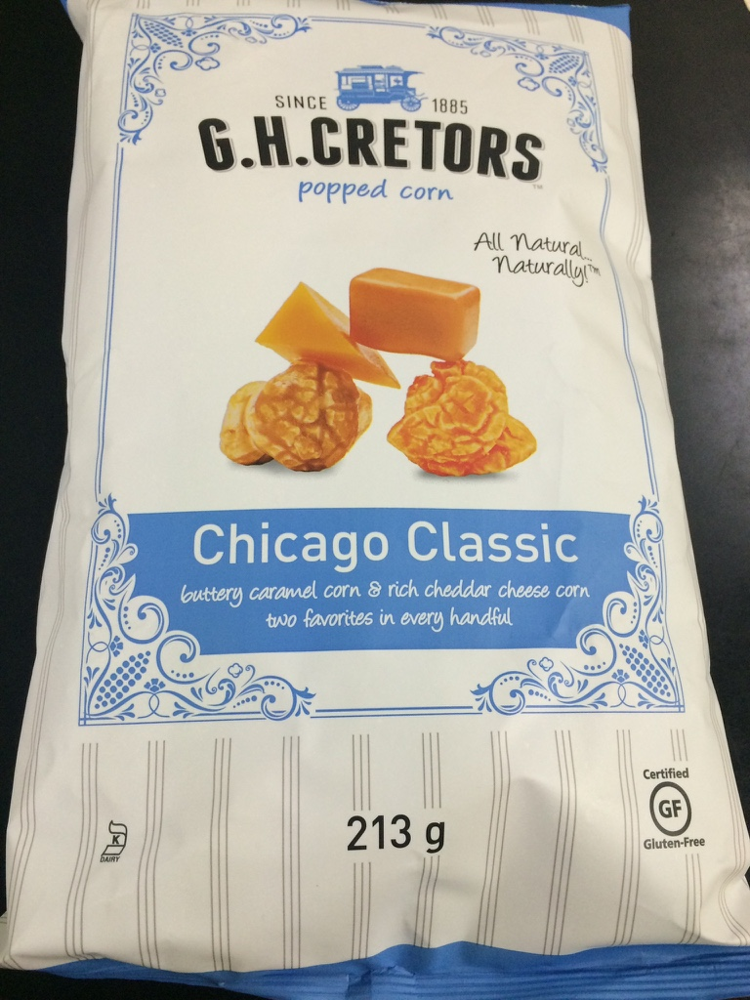 SINCE 1885
G.H.CRETORS™
popped corn
All Natural...
Naturally!™
Chicago Classic
buttery caramel corn & rich cheddar cheese corn
two favorites in every handful
Certified
GF
Gluten-Free
213 g
K
DAIRY